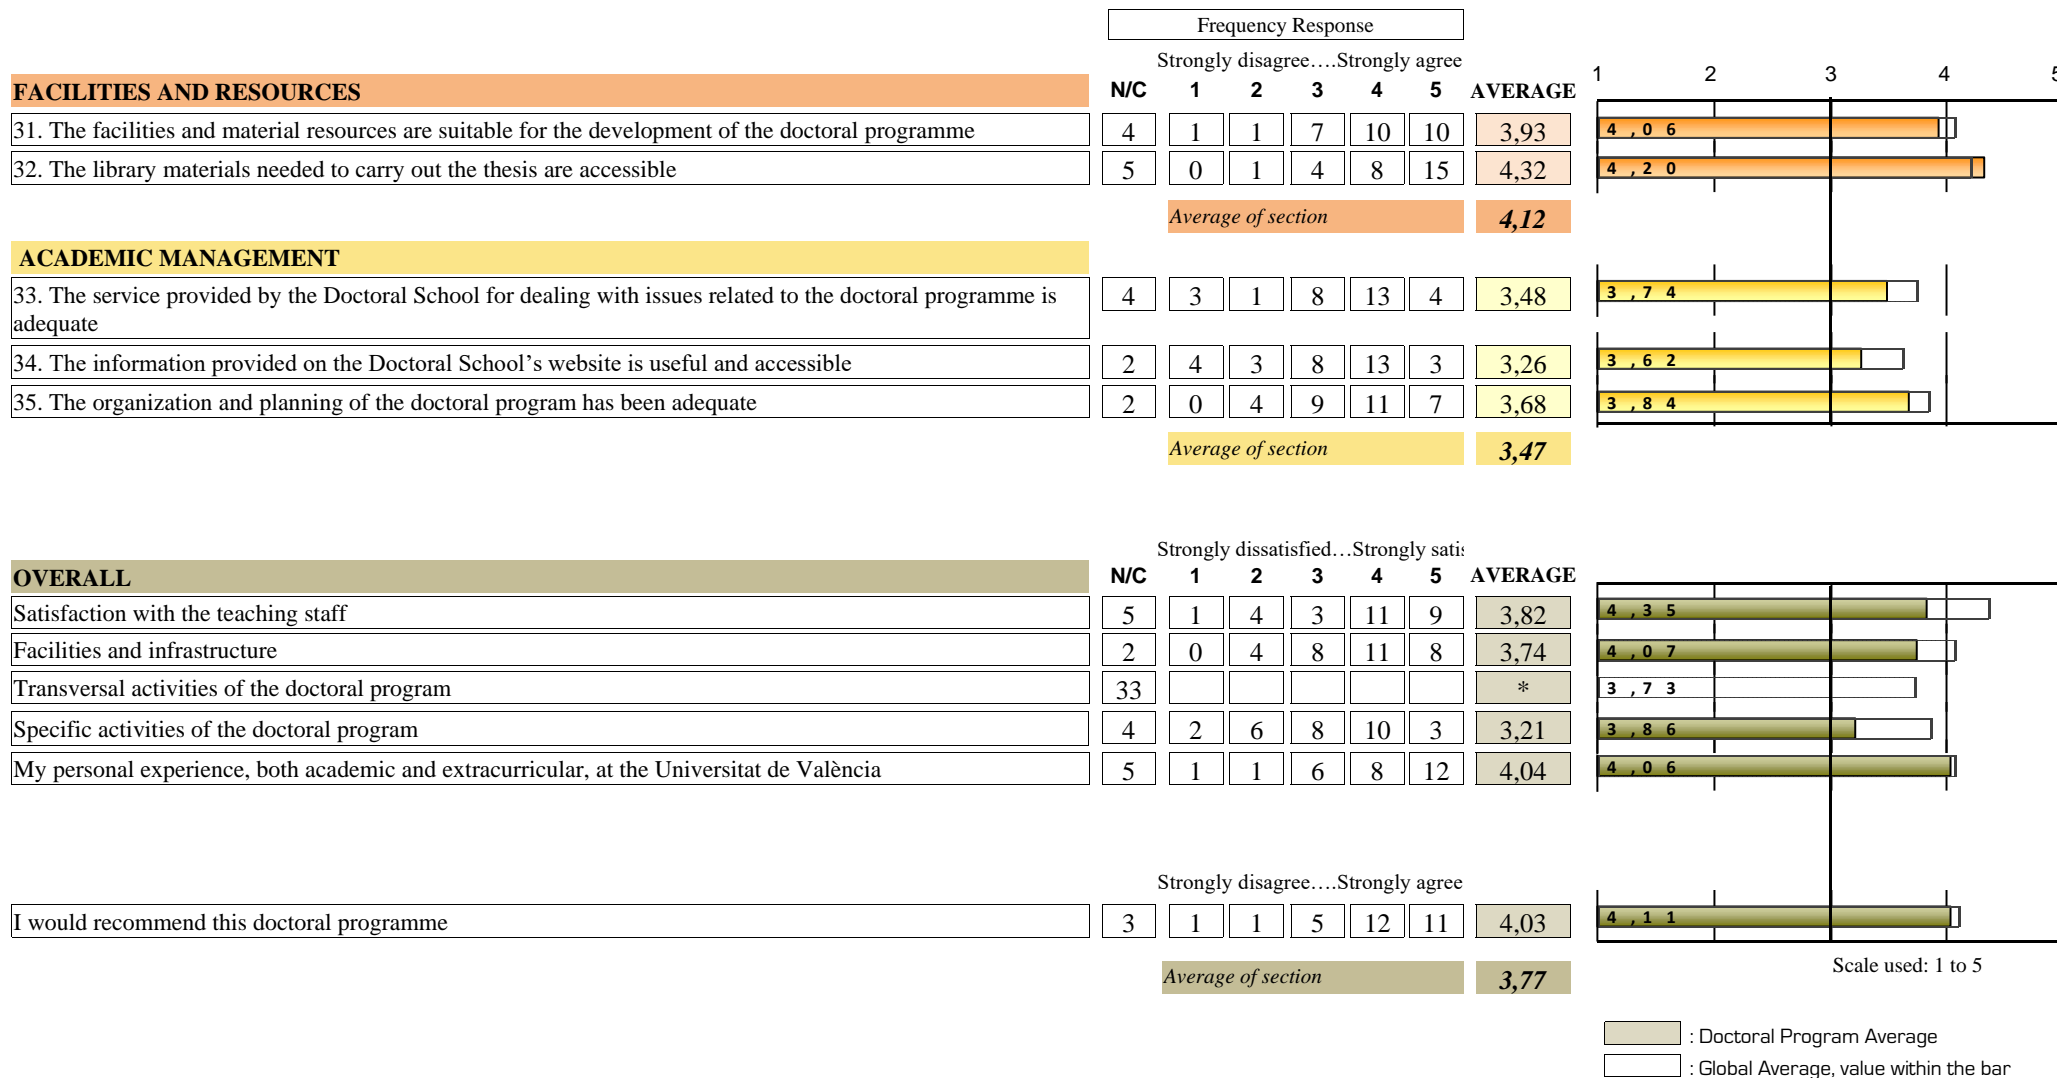 Frequency Response
Strongly disagree….Strongly agree
FACILITIES AND RESOURCES N/C 1 2 3 4 5 AVERAGE 1 2 3 4 5
31. The facilities and material resources are suitable for the development of the doctoral programme 4 1 1 7 10 10 3,93 4,06
32. The library materials needed to carry out the thesis are accessible 5 0 1 4 8 15 4,32 4,20
Average of section 4,12
ACADEMIC MANAGEMENT
33. The service provided by the Doctoral School for dealing with issues related to the doctoral programme is 4 3 1 8 13 4 3,48 3,74
adequate
34. The information provided on the Doctoral School’s website is useful and accessible 2 4 3 8 13 3 3,26 3,62
35. The organization and planning of the doctoral program has been adequate 2 0 4 9 11 7 3,68 3,84
Average of section 3,47
Strongly dissatisfied…Strongly satis
OVERALL N/C 1 2 3 4 5 AVERAGE
Satisfaction with the teaching staff 5 1 4 3 11 9 3,82 4,35
Facilities and infrastructure 2 0 4 8 11 8 3,74 4,07
Transversal activities of the doctoral program 33 * 3,73
Specific activities of the doctoral program 4 2 6 8 10 3 3,21 3,86
My personal experience, both academic and extracurricular, at the Universitat de València 5 1 1 6 8 12 4,04 4,06
Strongly disagree….Strongly agree
I would recommend this doctoral programme 3 1 1 5 12 11 4,03 4,11
Average of section 3,77
Scale used: 1 to 5
: Doctoral Program Average
: Global Average, value within the bar